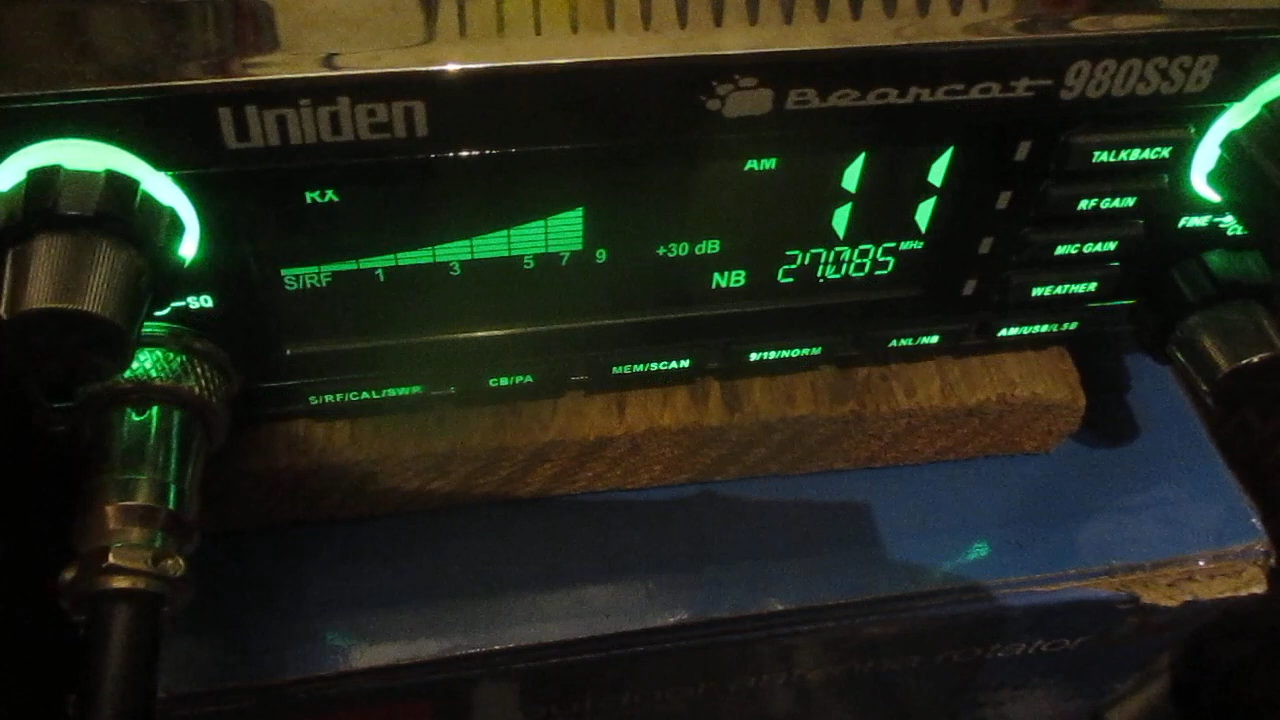 Uniden
Bearcat 980SSB
RX
AM
11
TALKBACK
RF GAIN
FINE
MIC GAIN
S/RF 1 3 5 7 9 +30 dB
NB 27.085 MHz
WEATHER
SQ
S/RF/CAL/SWR CB/PA MEM/SCAN 9/19/NORM ANL/NB AM/USB/LSB
antenna rotator